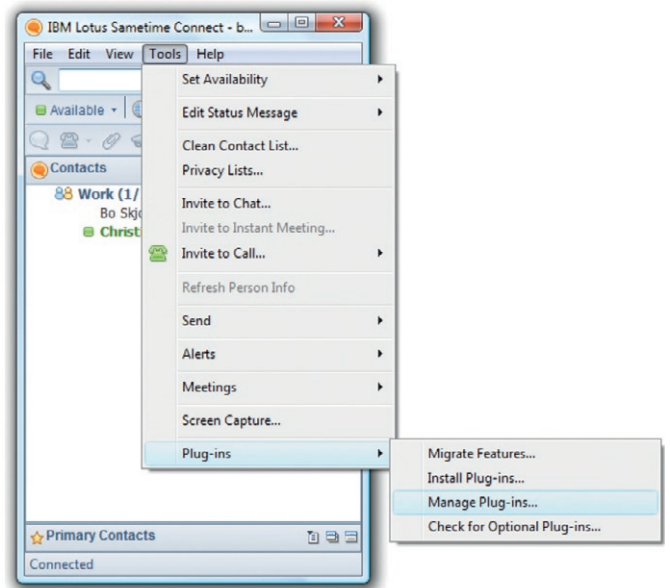 IBM Lotus Sametime Connect - b...
File Edit View Tools Help
Available
Contacts
Work (1/
Bo Skj
Christi
Set Availability
Edit Status Message
Clean Contact List...
Privacy Lists...
Invite to Chat...
Invite to Instant Meeting...
Invite to Call...
Refresh Person Info
Send
Alerts
Meetings
Screen Capture...
Plug-ins
Migrate Features...
Install Plug-ins...
Manage Plug-ins...
Check for Optional Plug-ins...
Primary Contacts
Connected